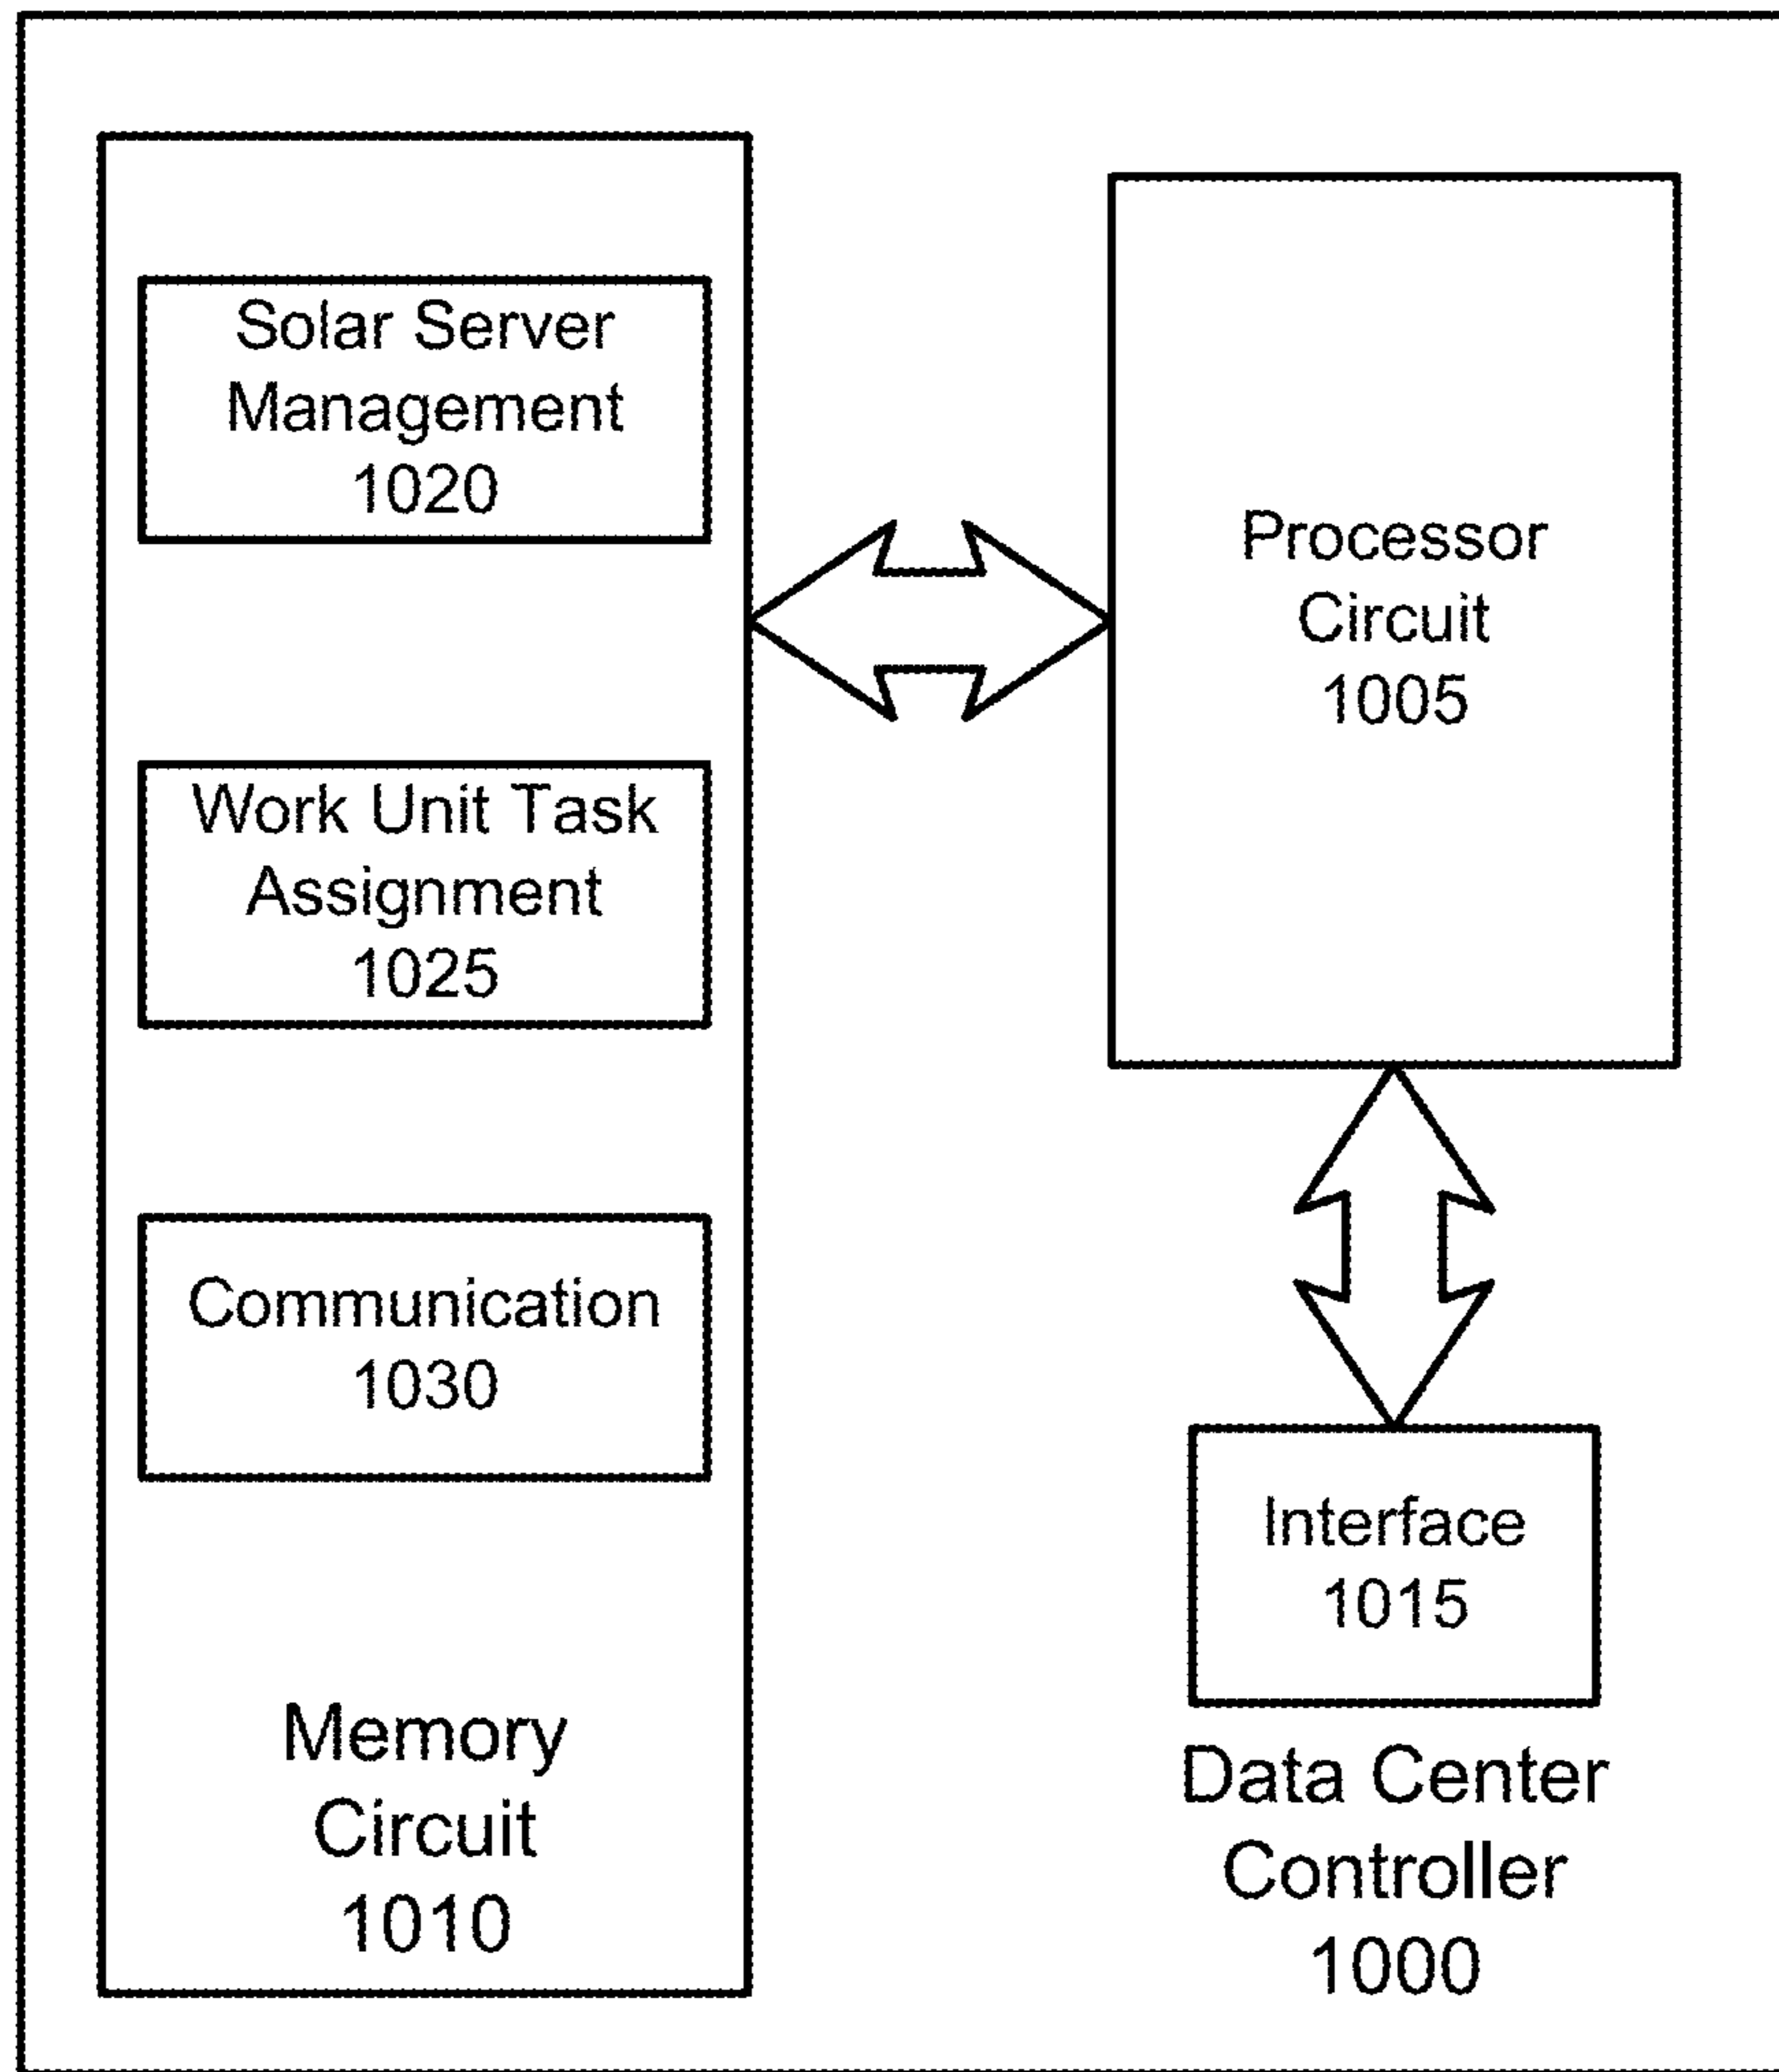 Solar Server
Management
1020
Work Unit Task
Assignment
1025
Communication
1030
Memory
Circuit
1010
Processor
Circuit
1005
Interface
1015
Data Center
Controller
1000